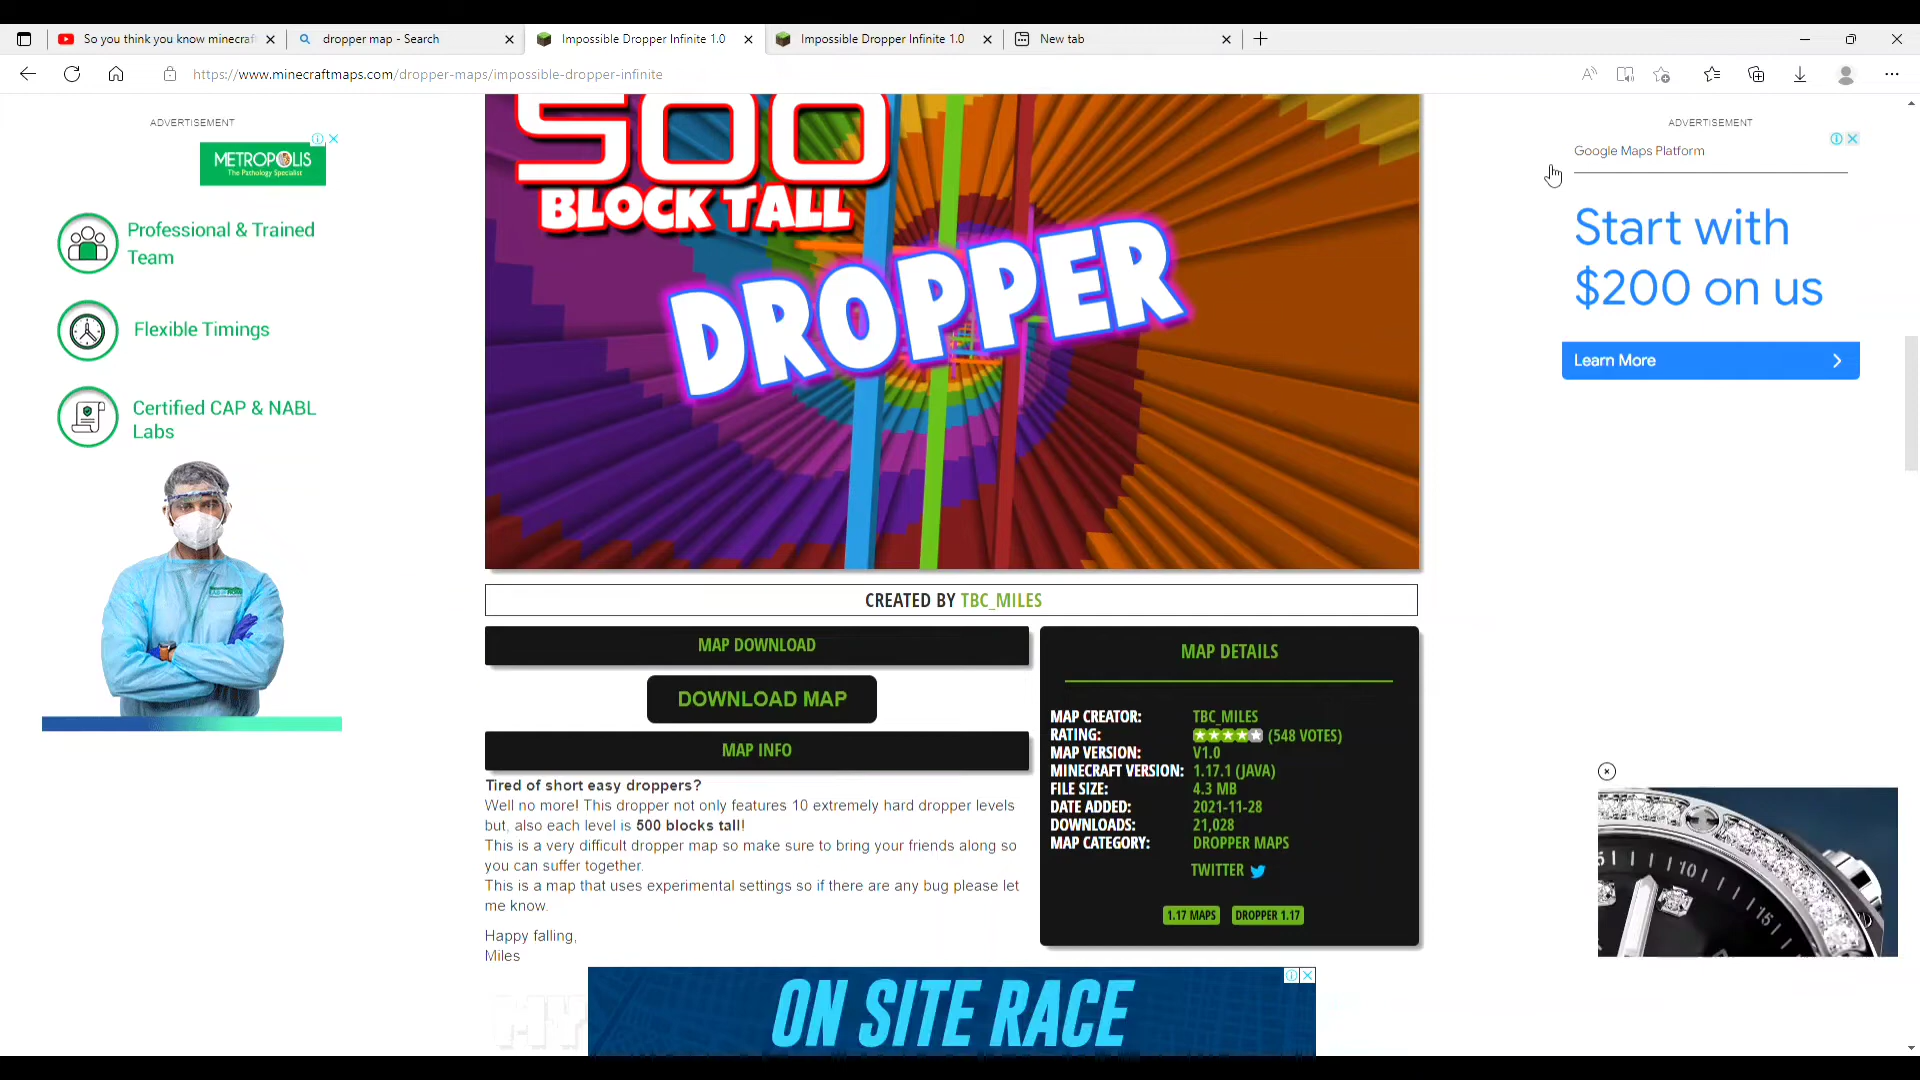 So you think you know minecraf
dropper map - Search
Impossible Dropper Infinite 1.0
Impossible Dropper Infinite 1.0
New tab
https://www.minecraftmaps.com/dropper-maps/impossible-dropper-infinite
ADVERTISEMENT
METROPOLIS
The Pathology Specialist
Professional & Trained
Team
Flexible Timings
Certified CAP & NABL
Labs
500
BLOCK TALL
DROPPER
CREATED BY TBC_MILES
MAP DOWNLOAD
DOWNLOAD MAP
MAP INFO
Tired of short easy droppers?
Well no more! This dropper not only features 10 extremely hard dropper levels
but, also each level is 500 blocks tall!
This is a very difficult dropper map so make sure to bring your friends along so
you can suffer together.
This is a map that uses experimental settings so if there are any bug please let
me know.
Happy falling,
Miles
MAP DETAILS
MAP CREATOR: TBC_MILES
RATING: (548 VOTES)
MAP VERSION: V1.0
MINECRAFT VERSION: 1.17.1 (JAVA)
FILE SIZE: 4.3 MB
DATE ADDED: 2021-11-28
DOWNLOADS: 21,028
MAP CATEGORY: DROPPER MAPS
TWITTER
1.17 MAPS DROPPER 1.17
ADVERTISEMENT
Google Maps Platform
Start with
$200 on us
Learn More
10
15
MY
ON SITE RACE